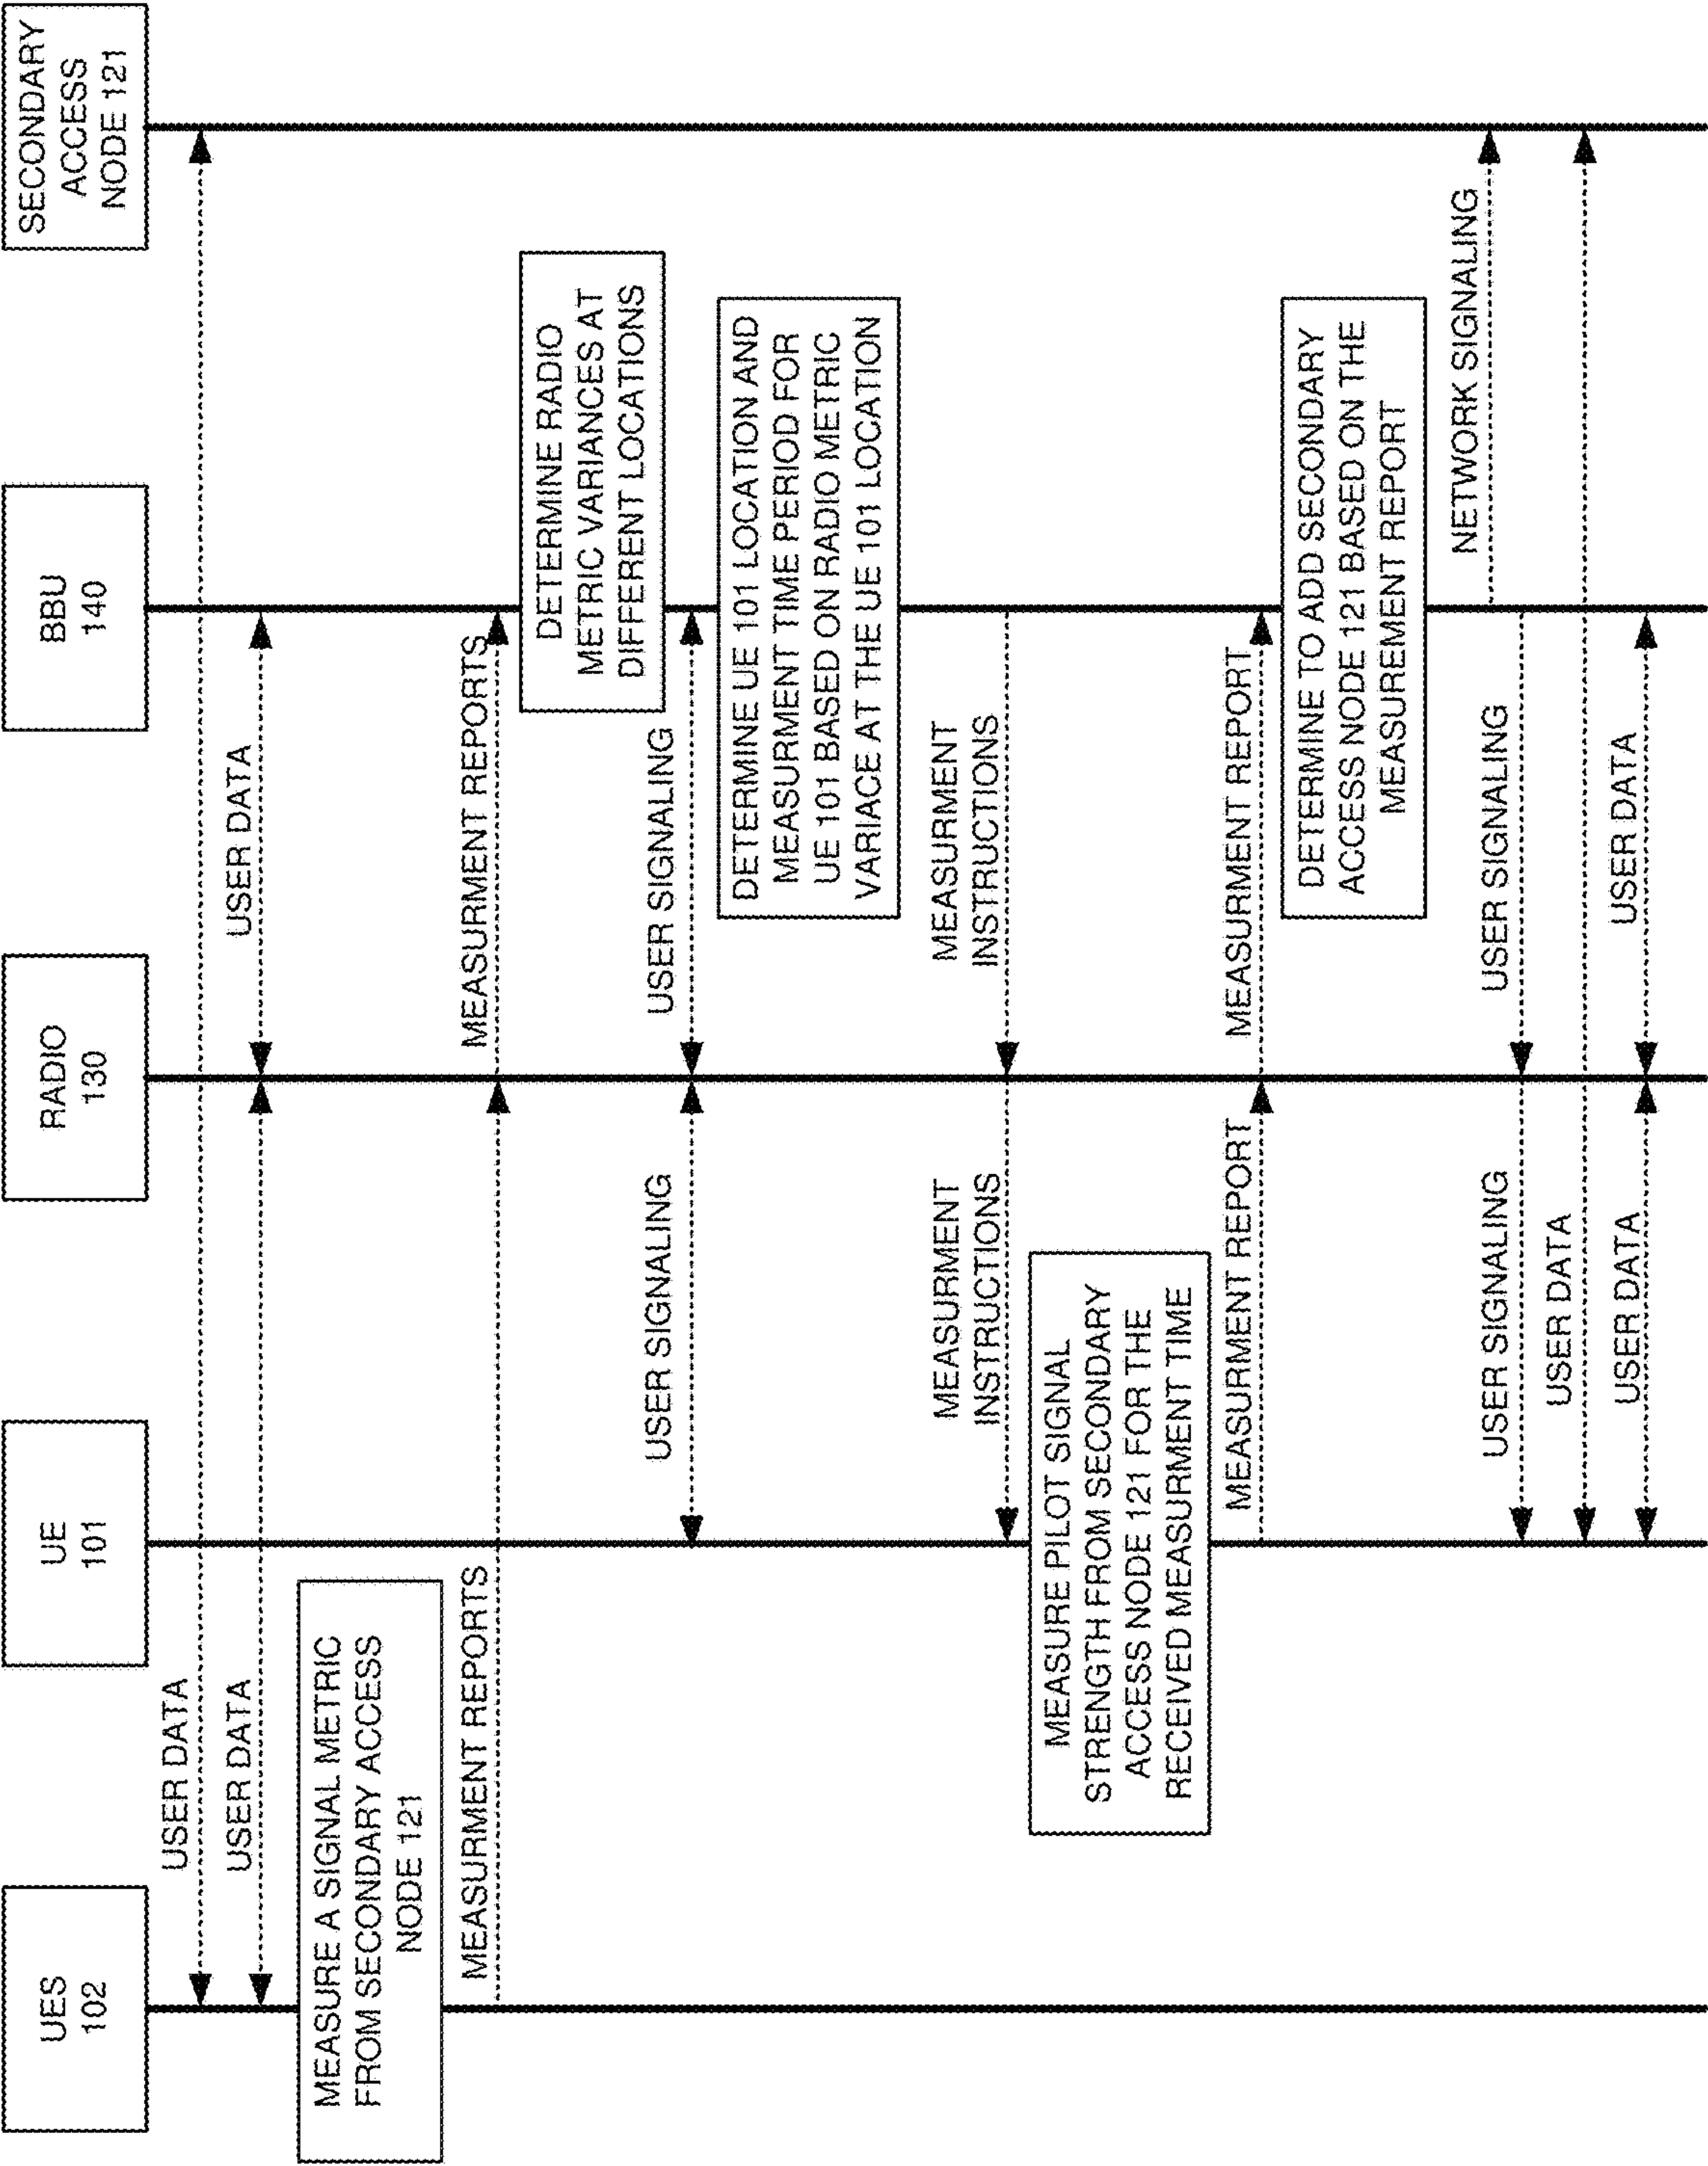 UES
102
UE
101
RADIO
130
BBU
140
SECONDARY
ACCESS
NODE 121
USER DATA
USER DATA
USER DATA
MEASURE A SIGNAL METRIC
FROM SECONDARY ACCESS
NODE 121
MEASURMENT REPORTS
MEASURMENT REPORTS
DETERMINE RADIO
METRIC VARIANCES AT
DIFFERENT LOCATIONS
USER SIGNALING
USER SIGNALING
DETERMINE UE 101 LOCATION AND
MEASURMENT TIME PERIOD FOR
UE 101 BASED ON RADIO METRIC
VARIACE AT THE UE 101 LOCATION
MEASURMENT
INSTRUCTIONS
MEASURMENT
INSTRUCTIONS
MEASURE PILOT SIGNAL
STRENGTH FROM SECONDARY
ACCESS NODE 121 FOR THE
RECEIVED MEASURMENT TIME
MEASURMENT REPORT
MEASURMENT REPORT
DETERMINE TO ADD SECONDARY
ACCESS NODE 121 BASED ON THE
MEASURMENT REPORT
NETWORK SIGNALING
USER SIGNALING
USER SIGNALING
USER DATA
USER DATA
USER DATA